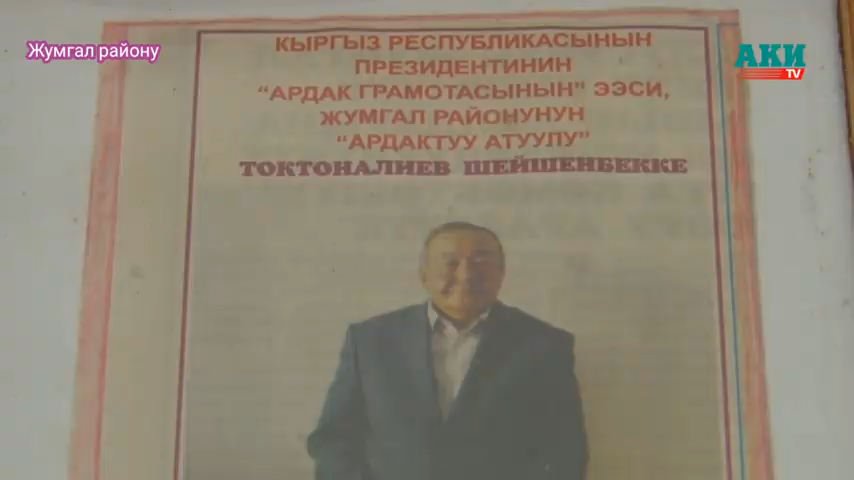 Жумгал району
АКИ
TV
КЫРГЫЗ РЕСПУБЛИКАСЫНЫН
ПРЕЗИДЕНТИНИН
“АРДАК ГРАМОТАСЫНЫН” ЭЭСИ,
ЖУМГАЛ РАЙОНУНУН
“АРДАКТУУ АТУУЛУ”
ТОКТОНАЛИЕВ ШЕЙШЕНБЕККЕ